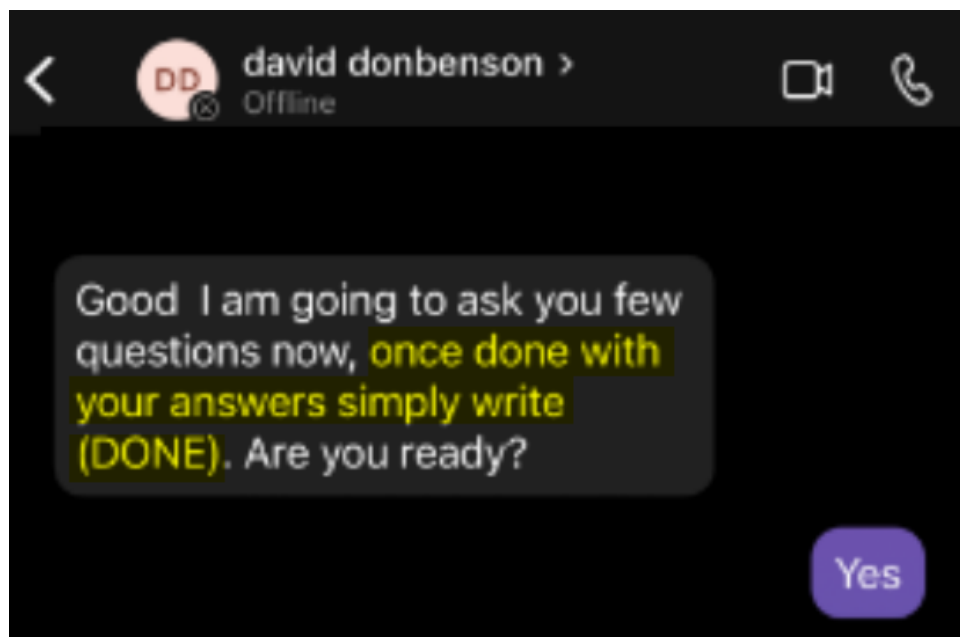 DD
david donbenson >
Offline
Good I am going to ask you few
questions now, once done with
your answers simply write
(DONE). Are you ready?
Yes